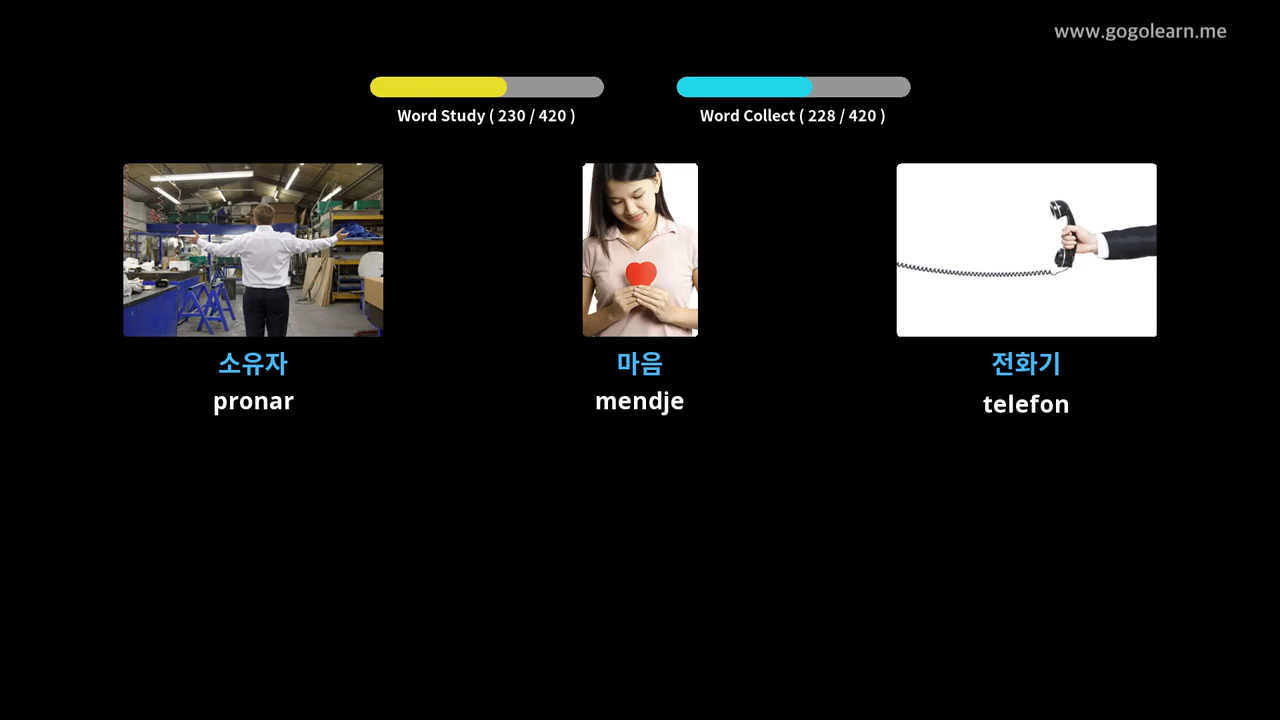 www.gogolearn.me
Word Study ( 230 / 420 )
Word Collect ( 228 / 420 )
소유자
pronar
마음
mendje
전화기
telefon